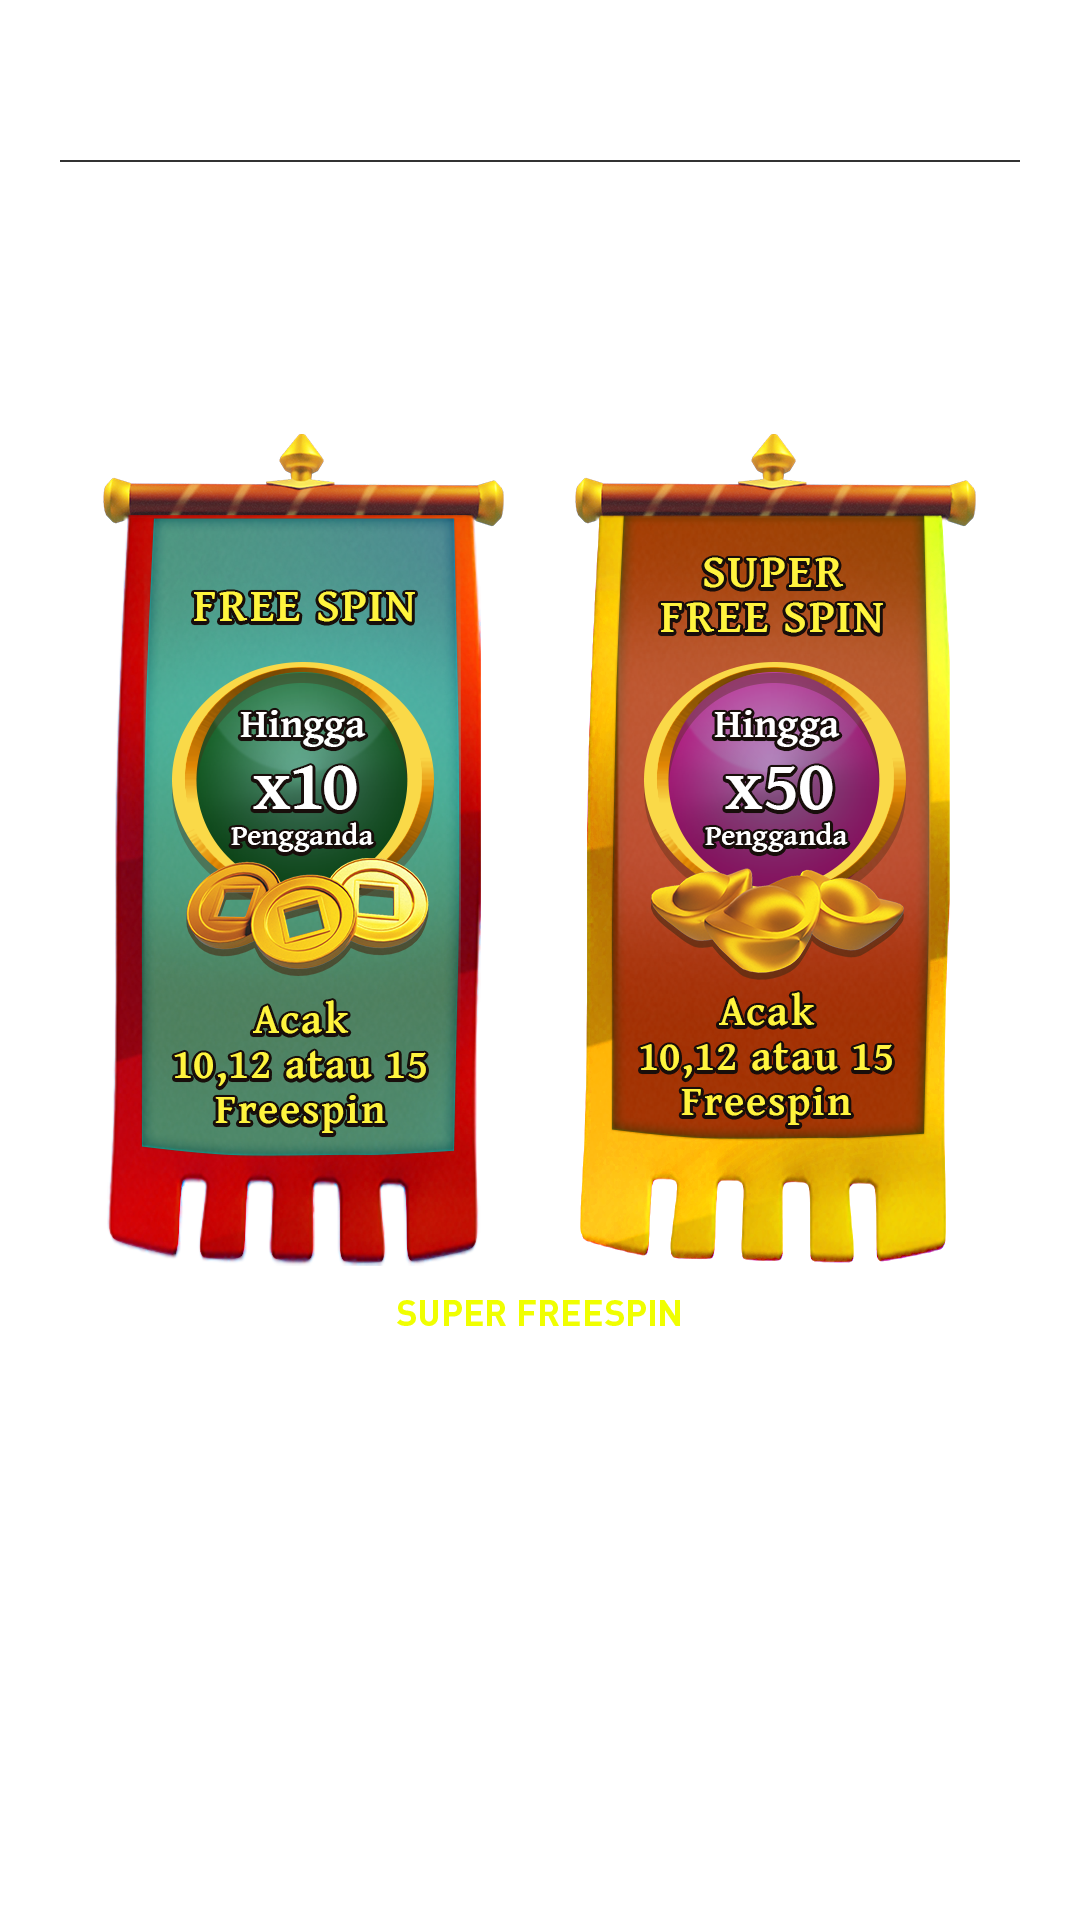 FREE SPIN
Hingga
x10
Pengganda
Acak
10,12 atau 15
Freespin
SUPER
FREE SPIN
Hingga
x50
Pengganda
Acak
10,12 atau 15
Freespin
SUPER FREESPIN